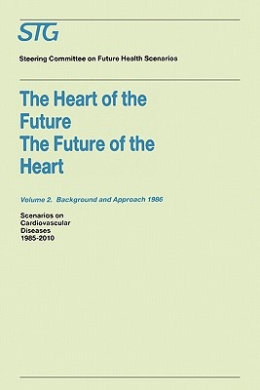 STG
Steering Committee on Future Health Scenarios
The Heart of the
Future
The Future of the
Heart
Volume 2. Background and Approach 1986
Scenarios on
Cardiovascular
Diseases
1985-2010